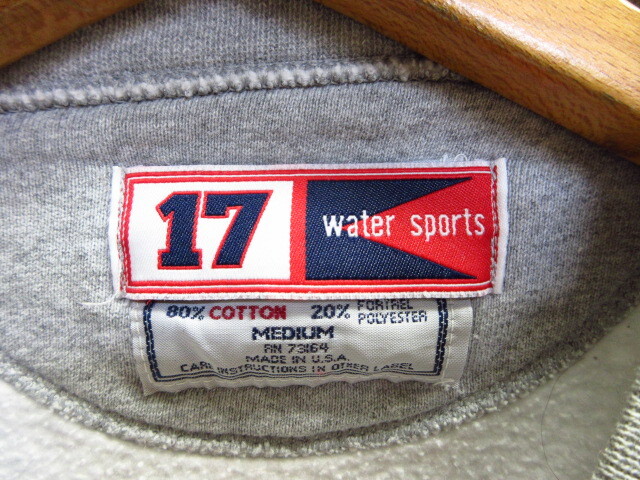 17 water sports
80% COTTON 20% FORTREL POLYESTER
MEDIUM
RN 73164
MADE IN U.S.A.
CARE INSTRUCTIONS IN OTHER LABEL